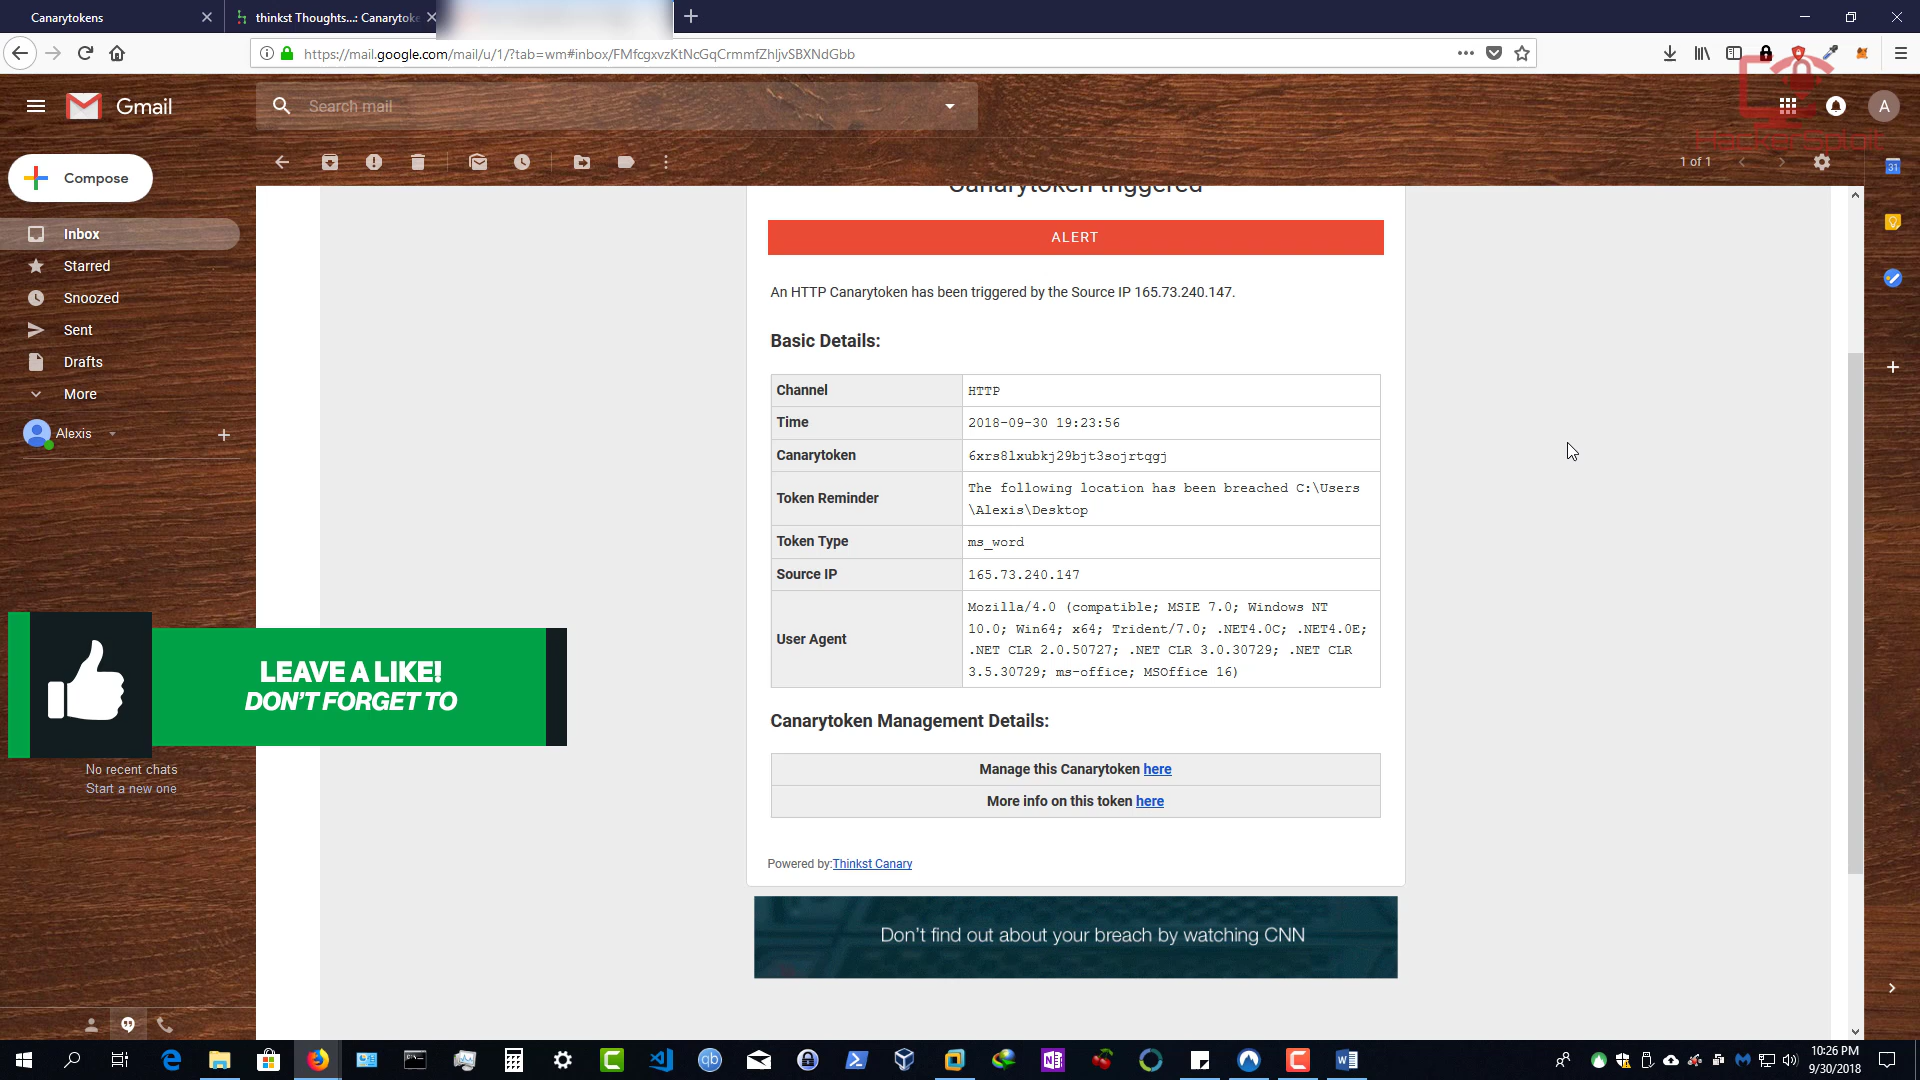 Canarytokens
thinkst Thoughts...: Canarytoke
https://mail.google.com/mail/u/1/?tab=wm#inbox/FMfcgxvzKtNcGqCrmmfZhljvSBXNdGbb
Gmail
Search mail
A
HackerSploit
Compose
1 of 1
31
Inbox
Starred
Snoozed
Sent
Drafts
More
Alexis
Canarytoken triggered
ALERT
An HTTP Canarytoken has been triggered by the Source IP 165.73.240.147.
Basic Details:
Channel HTTP
Time 2018-09-30 19:23:56
Canarytoken 6xrs8lxubkj29bjt3sojrtqgj
Token Reminder The following location has been breached C:\Users
\Alexis\Desktop
Token Type ms_word
Source IP 165.73.240.147
User Agent Mozilla/4.0 (compatible; MSIE 7.0; Windows NT
10.0; Win64; x64; Trident/7.0; .NET4.0C; .NET4.0E;
.NET CLR 2.0.50727; .NET CLR 3.0.30729; .NET CLR
3.5.30729; ms-office; MSOffice 16)
LEAVE A LIKE!
DON'T FORGET TO
No recent chats
Start a new one
Canarytoken Management Details:
Manage this Canarytoken here
More info on this token here
Powered by:Thinkst Canary
Don't find out about your breach by watching CNN
10:26 PM
9/30/2018